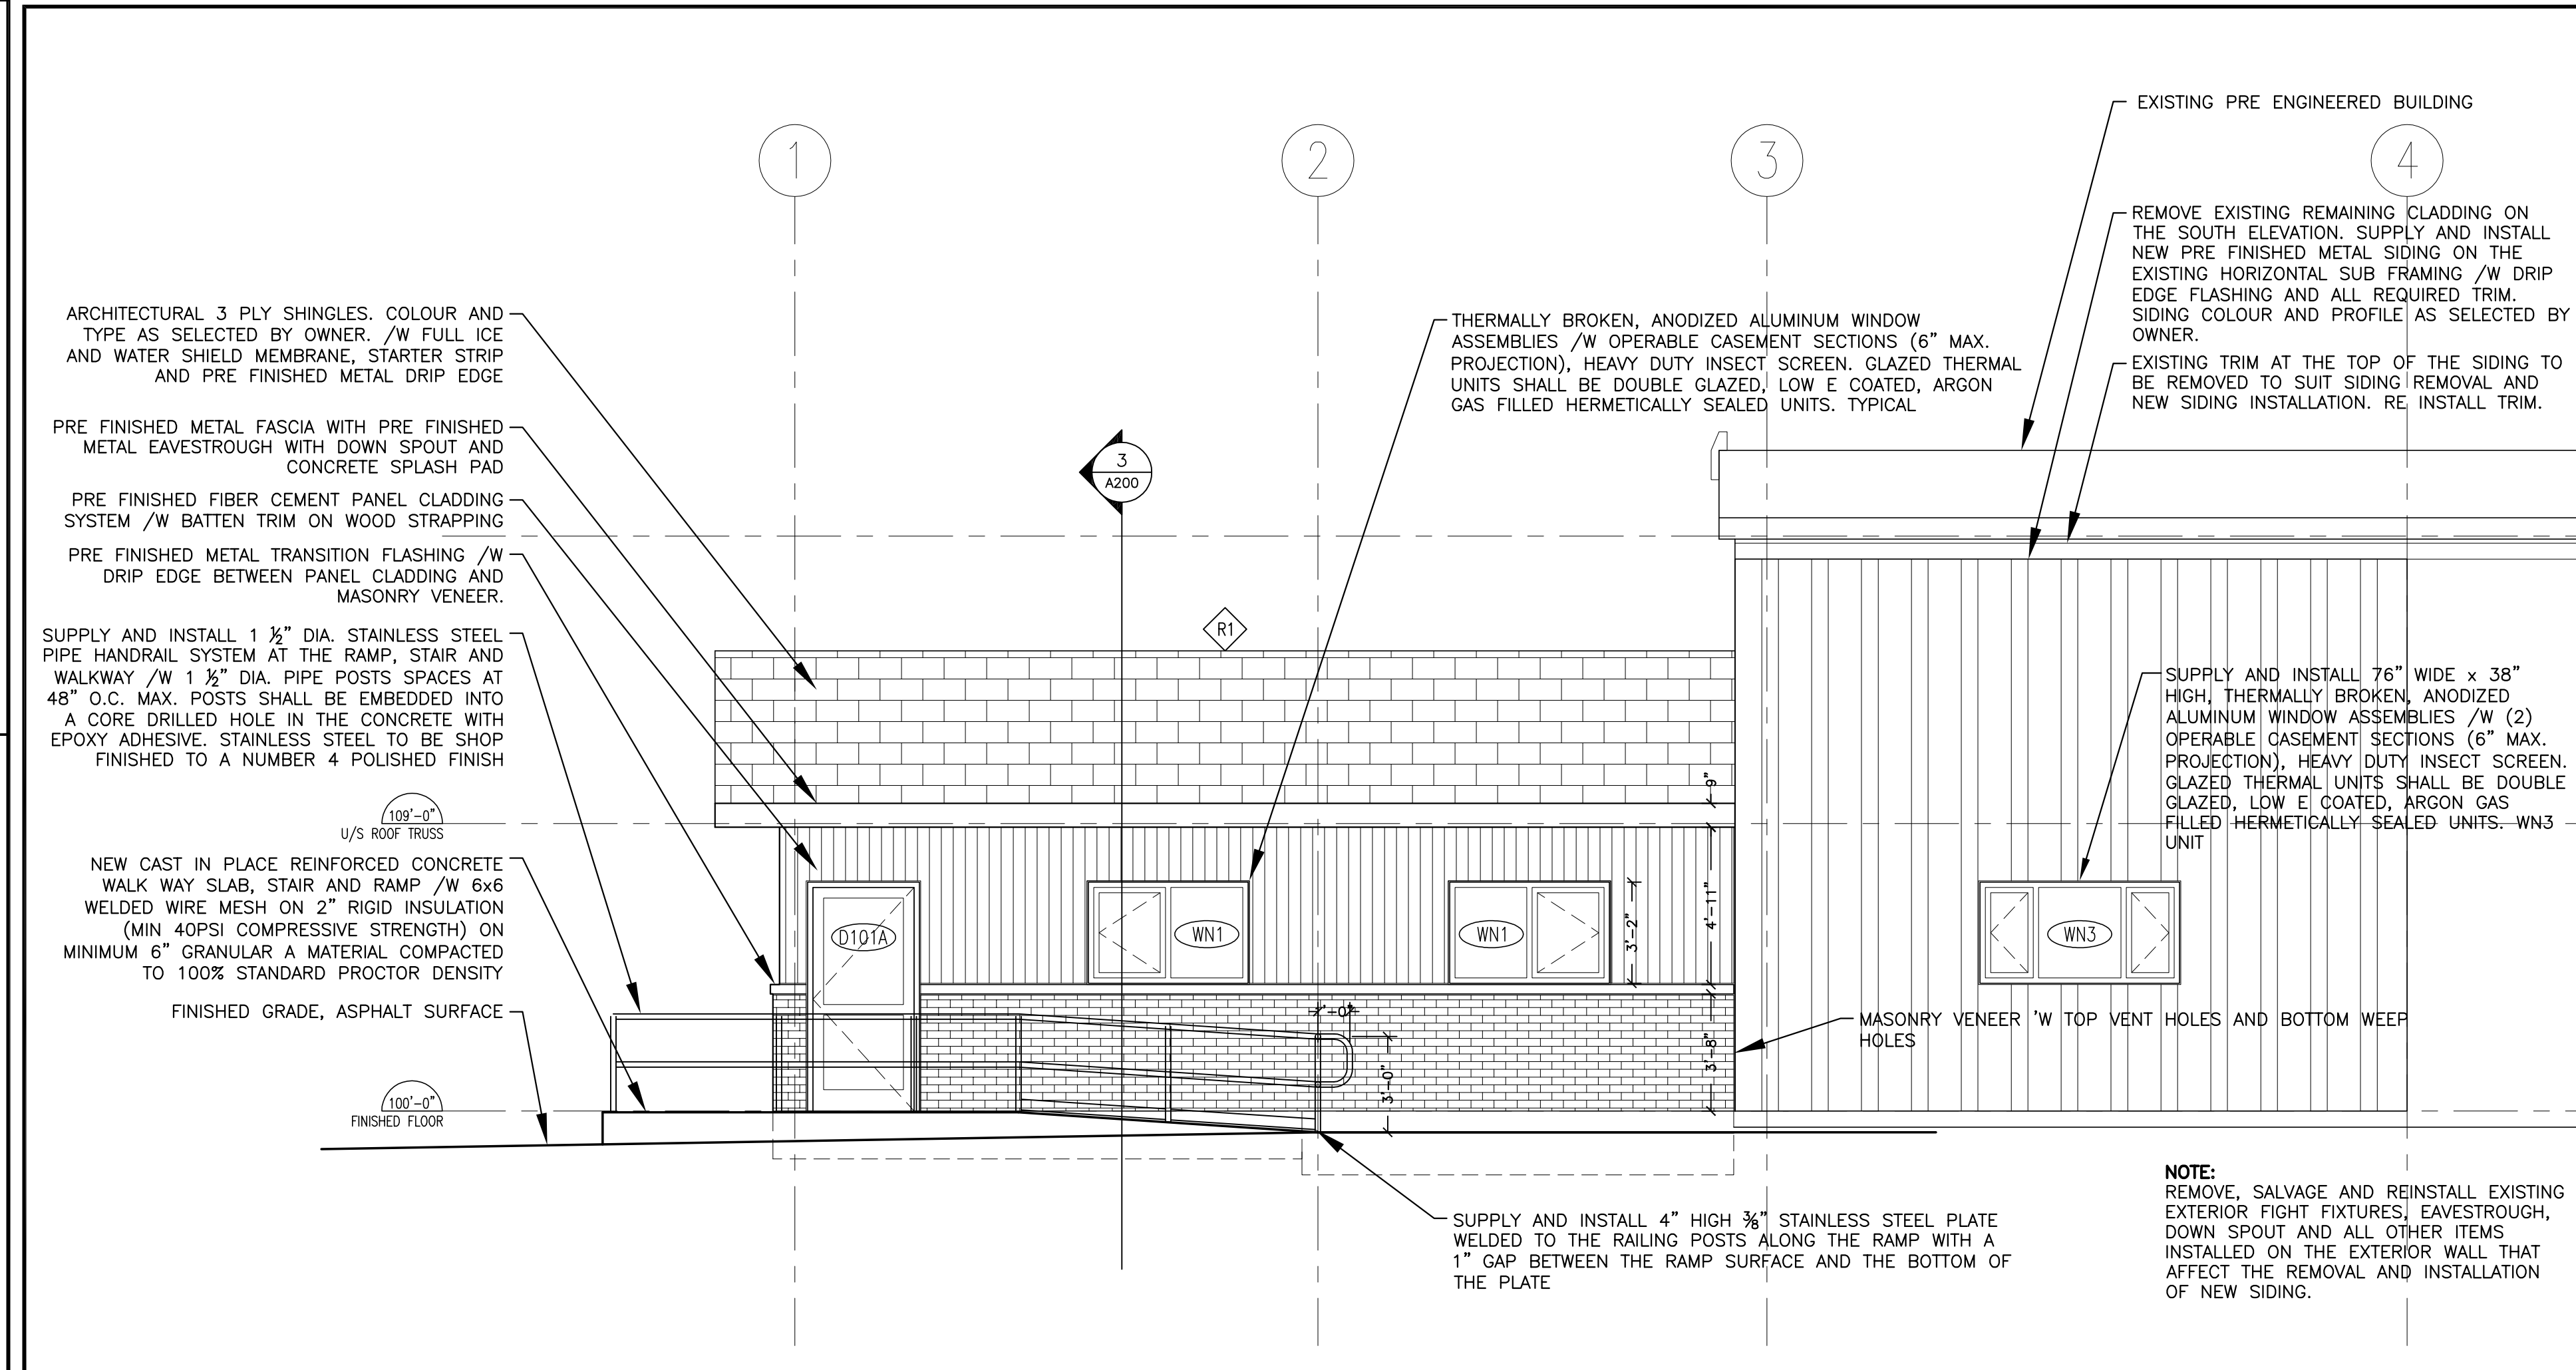 1
2
3
4
EXISTING PRE ENGINEERED BUILDING
REMOVE EXISTING REMAINING CLADDING ON
THE SOUTH ELEVATION. SUPPLY AND INSTALL
NEW PRE FINISHED METAL SIDING ON THE
EXISTING HORIZONTAL SUB FRAMING /W DRIP
EDGE FLASHING AND ALL REQUIRED TRIM.
SIDING COLOUR AND PROFILE AS SELECTED BY
OWNER.
EXISTING TRIM AT THE TOP OF THE SIDING TO
BE REMOVED TO SUIT SIDING REMOVAL AND
NEW SIDING INSTALLATION. RE INSTALL TRIM.
ARCHITECTURAL 3 PLY SHINGLES. COLOUR AND
TYPE AS SELECTED BY OWNER. /W FULL ICE
AND WATER SHIELD MEMBRANE, STARTER STRIP
AND PRE FINISHED METAL DRIP EDGE
THERMALLY BROKEN, ANODIZED ALUMINUM WINDOW
ASSEMBLIES /W OPERABLE CASEMENT SECTIONS (6" MAX.
PROJECTION), HEAVY DUTY INSECT SCREEN. GLAZED THERMAL
UNITS SHALL BE DOUBLE GLAZED, LOW E COATED, ARGON
GAS FILLED HERMETICALLY SEALED UNITS. TYPICAL
PRE FINISHED METAL FASCIA WITH PRE FINISHED
METAL EAVESTROUGH WITH DOWN SPOUT AND
CONCRETE SPLASH PAD
3
A200
PRE FINISHED FIBER CEMENT PANEL CLADDING
SYSTEM /W BATTEN TRIM ON WOOD STRAPPING
PRE FINISHED METAL TRANSITION FLASHING /W
DRIP EDGE BETWEEN PANEL CLADDING AND
MASONRY VENEER.
R1
SUPPLY AND INSTALL 1 ½" DIA. STAINLESS STEEL
PIPE HANDRAIL SYSTEM AT THE RAMP, STAIR AND
WALKWAY /W 1 ½" DIA. PIPE POSTS SPACES AT
48" O.C. MAX. POSTS SHALL BE EMBEDDED INTO
A CORE DRILLED HOLE IN THE CONCRETE WITH
EPOXY ADHESIVE. STAINLESS STEEL TO BE SHOP
FINISHED TO A NUMBER 4 POLISHED FINISH
SUPPLY AND INSTALL 76" WIDE x 38"
HIGH, THERMALLY BROKEN, ANODIZED
ALUMINUM WINDOW ASSEMBLIES /W (2)
OPERABLE CASEMENT SECTIONS (6" MAX.
PROJECTION), HEAVY DUTY INSECT SCREEN.
GLAZED THERMAL UNITS SHALL BE DOUBLE
GLAZED, LOW E COATED, ARGON GAS
FILLED HERMETICALLY SEALED UNITS. WN3
UNIT
9"
109'-0"
U/S ROOF TRUSS
NEW CAST IN PLACE REINFORCED CONCRETE
WALK WAY SLAB, STAIR AND RAMP /W 6x6
WELDED WIRE MESH ON 2" RIGID INSULATION
(MIN 40PSI COMPRESSIVE STRENGTH) ON
MINIMUM 6" GRANULAR A MATERIAL COMPACTED
TO 100% STANDARD PROCTOR DENSITY
D101A
WN1
WN1
3'-2"
4'-11"
WN3
FINISHED GRADE, ASPHALT SURFACE
1'-0"
3'-0"
3'-8"
MASONRY VENEER 'W TOP VENT HOLES AND BOTTOM WEEP
HOLES
100'-0"
FINISHED FLOOR
SUPPLY AND INSTALL 4" HIGH ⅜" STAINLESS STEEL PLATE
WELDED TO THE RAILING POSTS ALONG THE RAMP WITH A
1" GAP BETWEEN THE RAMP SURFACE AND THE BOTTOM OF
THE PLATE
NOTE:
REMOVE, SALVAGE AND REINSTALL EXISTING
EXTERIOR FIGHT FIXTURES, EAVESTROUGH,
DOWN SPOUT AND ALL OTHER ITEMS
INSTALLED ON THE EXTERIOR WALL THAT
AFFECT THE REMOVAL AND INSTALLATION
OF NEW SIDING.